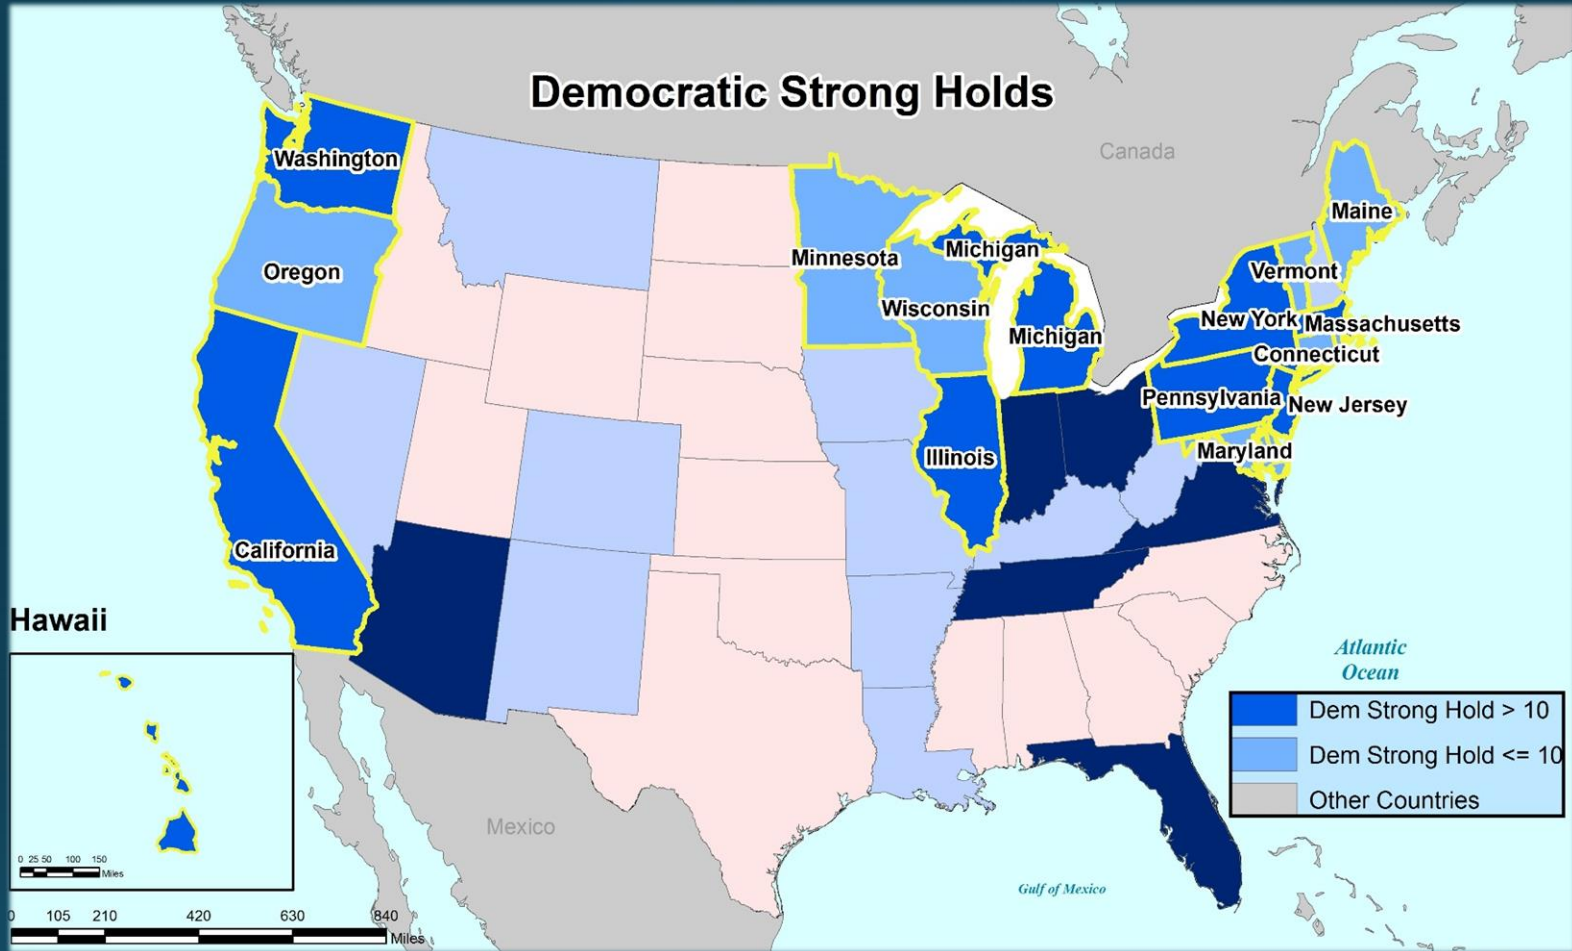 Democratic Strong Holds
Canada
Washington
Maine
Michigan
Minnesota
Oregon
Vermont
Wisconsin
New York
Massachusetts
Michigan
Connecticut
Pennsylvania
New Jersey
Maryland
Illinois
California
Hawaii
Atlantic
Ocean
Dem Strong Hold > 10
Dem Strong Hold <= 10
Other Countries
Mexico
0 25 50 100 150
Miles
Gulf of Mexico
0 105 210 420 630 840
Miles